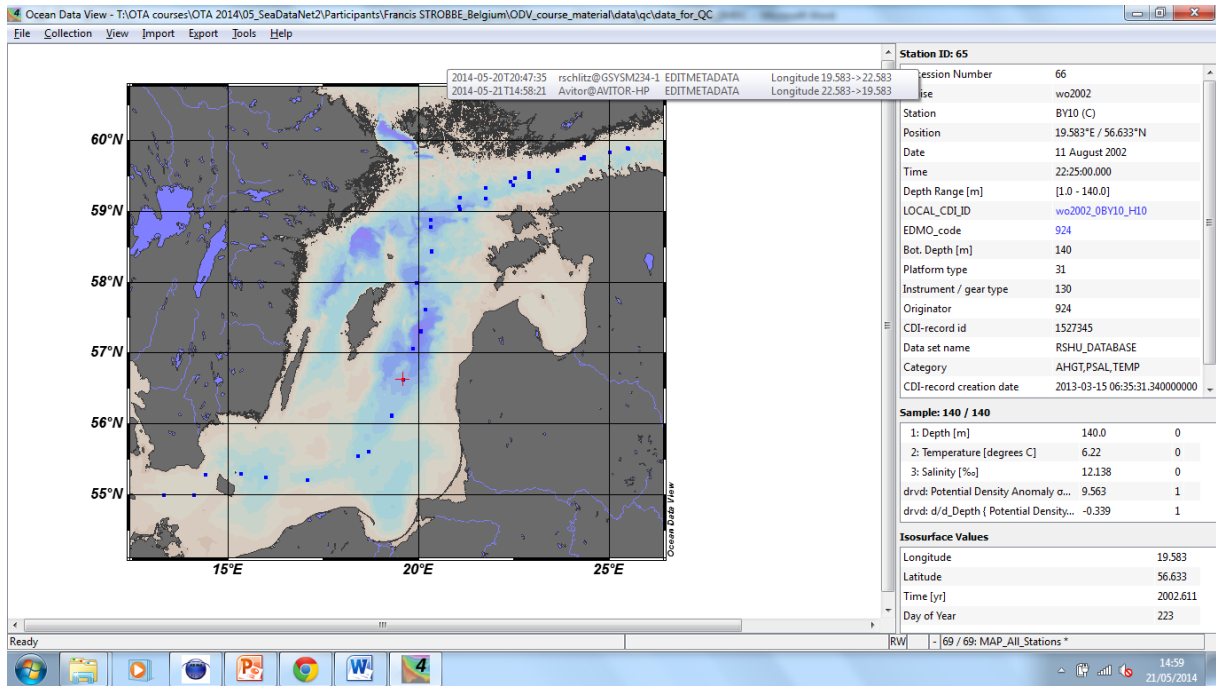 Ocean Data View - T:\OTA courses\OTA 2014\05_SeaDataNet2\Participants\Francis STROBBE_Belgium\ODV_course_material\data\qc\data_for_QC
File Collection View Import Export Tools Help
2014-05-20T20:47:35 rschlitz@GSYSM234-1 EDITMETADATA Longitude 19.583->22.583
2014-05-21T14:58:21 Avitor@AVITOR-HP EDITMETADATA Longitude 22.583->19.583
60°N
59°N
58°N
57°N
56°N
55°N
15°E 20°E 25°E
Ocean Data View
Station ID: 65
ession Number 66
ise wo2002
Station BY10 (C)
Position 19.583°E / 56.633°N
Date 11 August 2002
Time 22:25:00.000
Depth Range [m] [1.0 - 140.0]
LOCAL_CDI_ID wo2002_0BY10_H10
EDMO_code 924
Bot. Depth [m] 140
Platform type 31
Instrument / gear type 130
Originator 924
CDI-record id 1527345
Data set name RSHU_DATABASE
Category AHGT,PSAL,TEMP
CDI-record creation date 2013-03-15 06:35:31.340000000
Sample: 140 / 140
1: Depth [m] 140.0 0
2: Temperature [degrees C] 6.22 0
3: Salinity [‰] 12.138 0
drvd: Potential Density Anomaly σ... 9.563 1
drvd: d/d_Depth { Potential Density... -0.339 1
Isosurface Values
Longitude 19.583
Latitude 56.633
Time [yr] 2002.611
Day of Year 223
Ready RW - |69 / 69: MAP_All_Stations *
14:59
21/05/2014